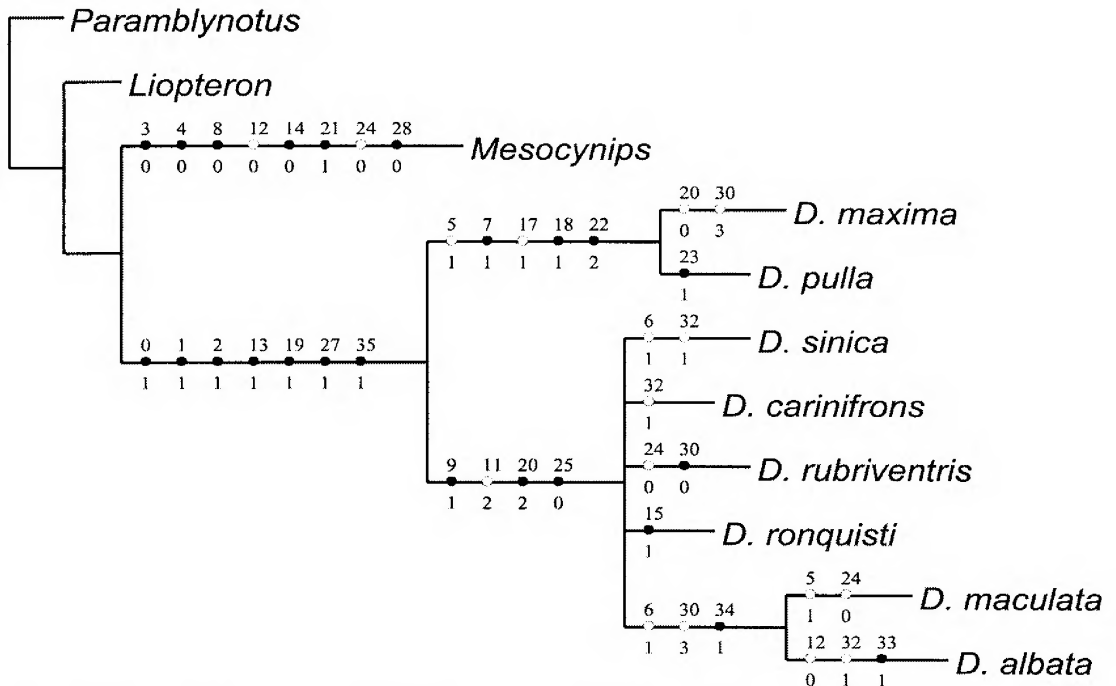 Paramblynotus
Liopteron
3 4 8 12 14 21 24 28
0 0 0 0 0 1 0 0
Mesocynips
20 30
0 3
D. maxima
5 7 17 18 22
1 1 1 1 2
23
1
D. pulla
6 32
1 1
D. sinica
0 1 2 13 19 27 35
1 1 1 1 1 1 1
32
1
D. carinifrons
24 30
0 0
D. rubriventris
9 11 20 25
1 2 2 0
15
1
D. ronquisti
5 24
1 0
D. maculata
6 30 34
1 3 1
12 32 33
0 1 1
D. albata